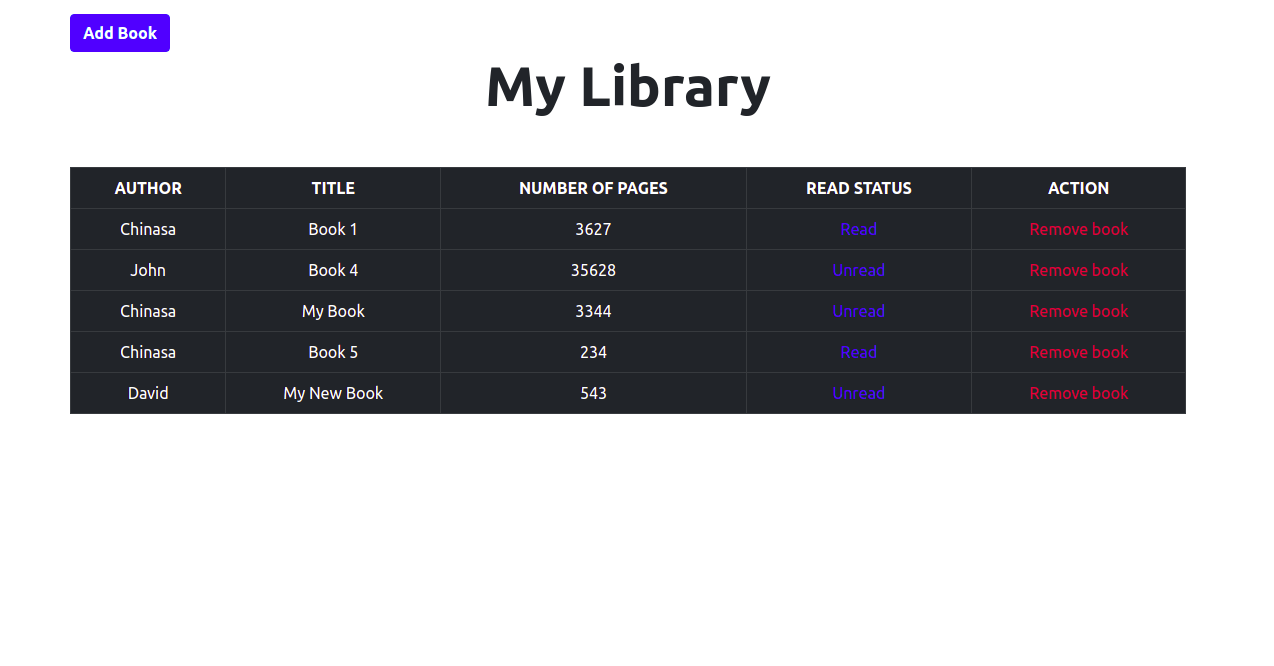 Add Book
My Library
AUTHOR TITLE NUMBER OF PAGES READ STATUS ACTION
Chinasa Book 1 3627 Read Remove book
John Book 4 35628 Unread Remove book
Chinasa My Book 3344 Unread Remove book
Chinasa Book 5 234 Read Remove book
David My New Book 543 Unread Remove book